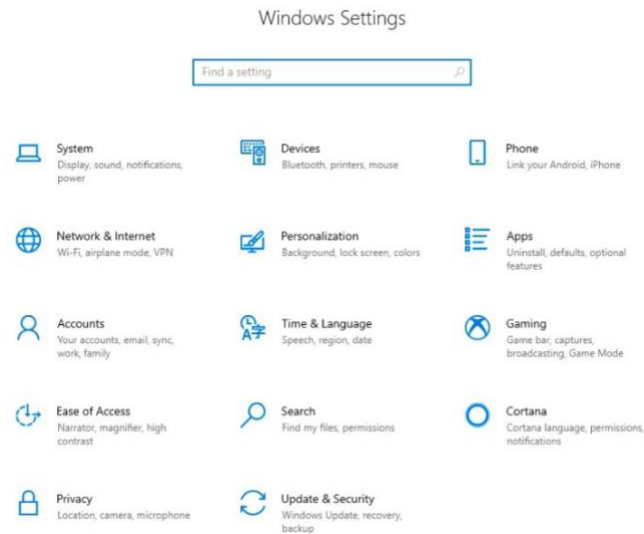 Windows Settings
Find a setting
System
Display, sound, notifications,
power
Devices
Bluetooth, printers, mouse
Phone
Link your Android, iPhone
Network & Internet
Wi-Fi, airplane mode, VPN
Personalization
Background, lock screen, colors
Apps
Uninstall, defaults, optional
features
Accounts
Your accounts, email, sync,
work, family
Time & Language
Speech, region, date
Gaming
Game bar, captures,
broadcasting, Game Mode
Ease of Access
Narrator, magnifier, high
contrast
Search
Find my files, permissions
Cortana
Cortana language, permissions,
notifications
Privacy
Location, camera, microphone
Update & Security
Windows Update, recovery,
backup